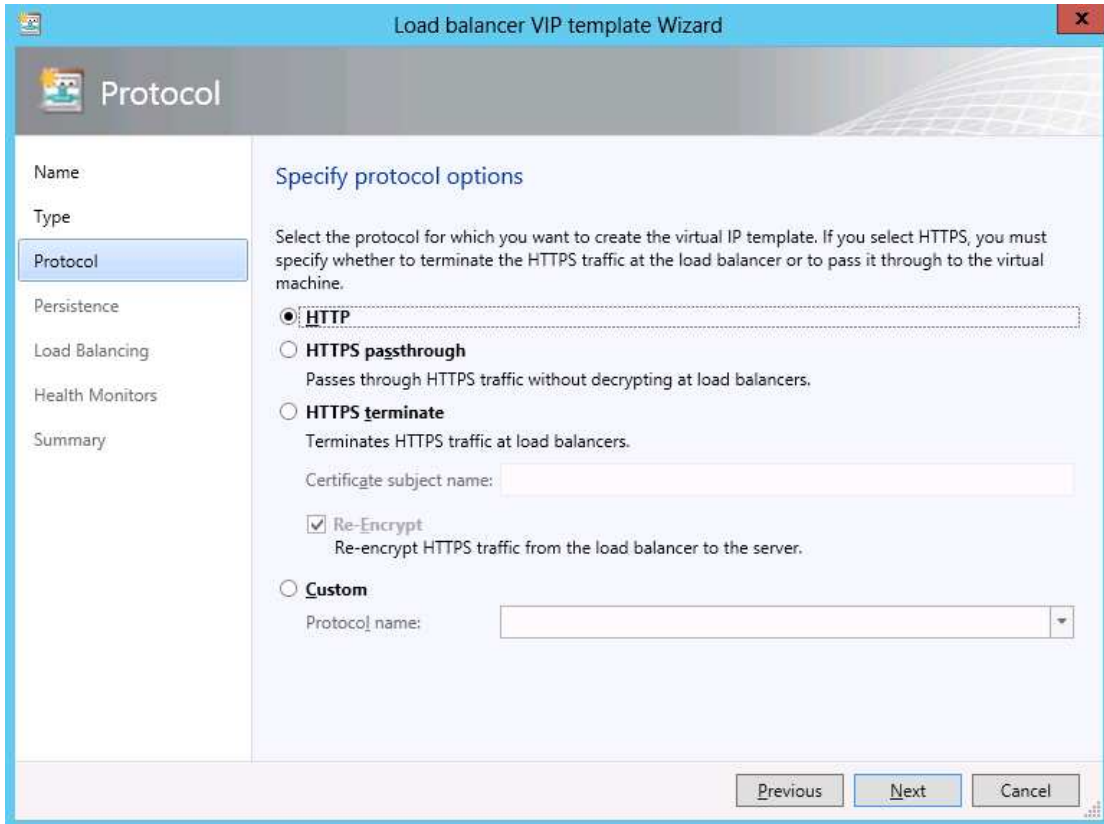 Load balancer VIP template Wizard
Protocol
Name
Type
Protocol
Persistence
Load Balancing
Health Monitors
Summary
Specify protocol options
Select the protocol for which you want to create the virtual IP template. If you select HTTPS, you must
specify whether to terminate the HTTPS traffic at the load balancer or to pass it through to the virtual
machine.
HTTP
HTTPS passthrough
Passes through HTTPS traffic without decrypting at load balancers.
HTTPS terminate
Terminates HTTPS traffic at load balancers.
Certificate subject name:
Re-Encrypt
Re-encrypt HTTPS traffic from the load balancer to the server.
Custom
Protocol name:
Previous Next Cancel